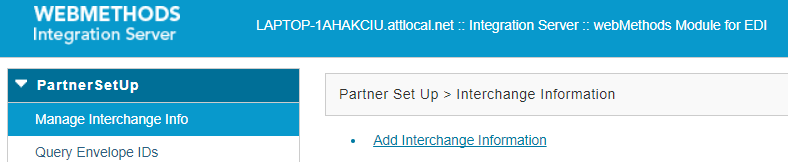 WEBMETHODS
Integration Server
LAPTOP-1AHAKCIU.attlocal.net :: Integration Server :: webMethods Module for EDI
PartnerSetUp
Manage Interchange Info
Query Envelope IDs
Partner Set Up > Interchange Information
Add Interchange Information